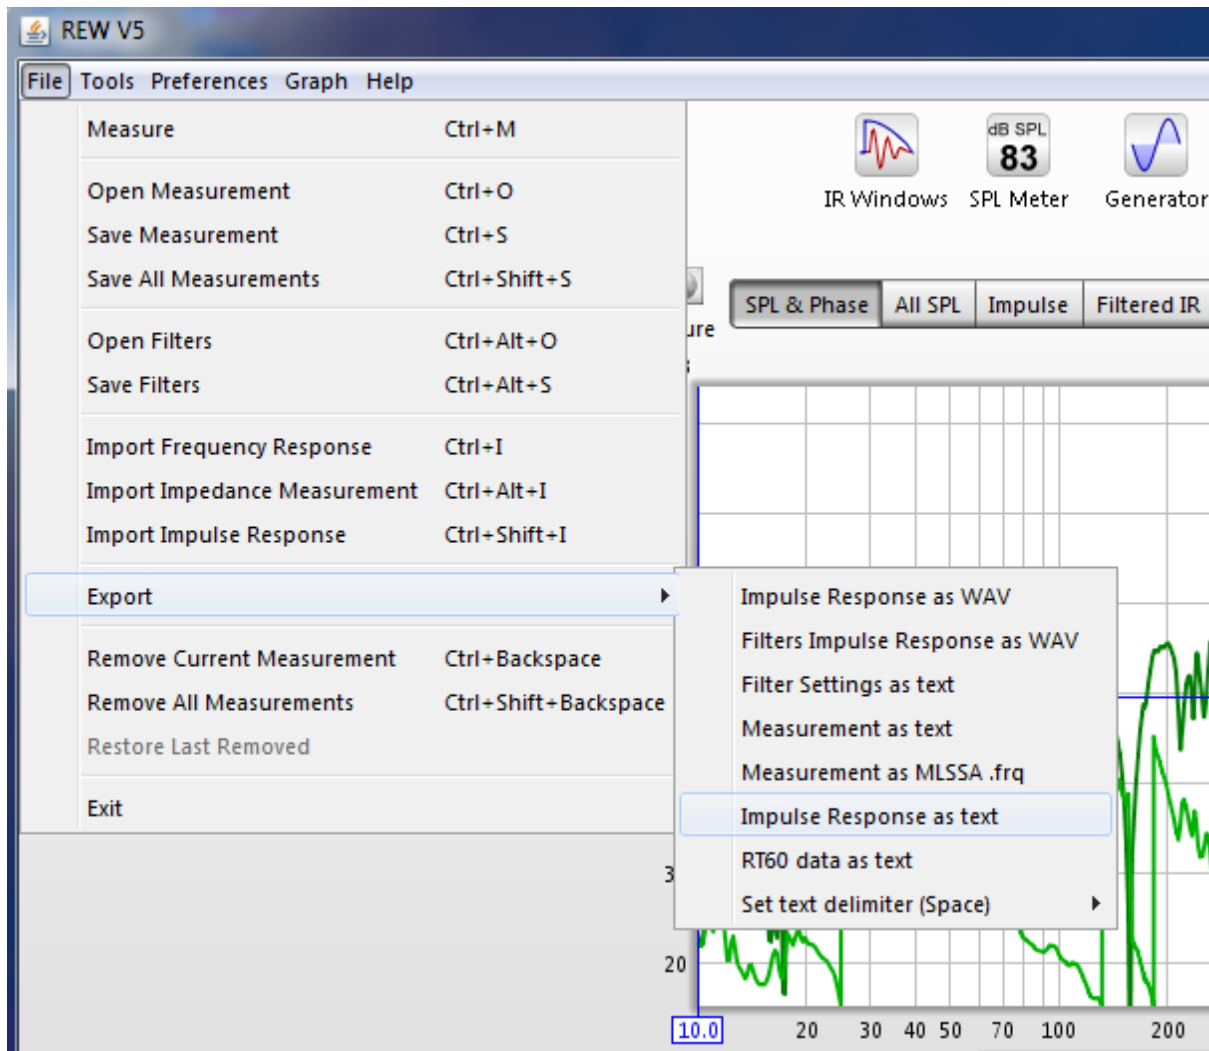 REW V5
File Tools Preferences Graph Help
Measure Ctrl+M
Open Measurement Ctrl+O
Save Measurement Ctrl+S
Save All Measurements Ctrl+Shift+S
Open Filters Ctrl+Alt+O
Save Filters Ctrl+Alt+S
Import Frequency Response Ctrl+I
Import Impedance Measurement Ctrl+Alt+I
Import Impulse Response Ctrl+Shift+I
Export
Remove Current Measurement Ctrl+Backspace
Remove All Measurements Ctrl+Shift+Backspace
Restore Last Removed
Exit
Impulse Response as WAV
Filters Impulse Response as WAV
Filter Settings as text
Measurement as text
Measurement as MLSSA .frq
Impulse Response as text
RT60 data as text
Set text delimiter (Space)
dB SPL
83
IR Windows SPL Meter Generator
SPL & Phase All SPL Impulse Filtered IR
ure
3
20
10.0 20 30 40 50 70 100 200